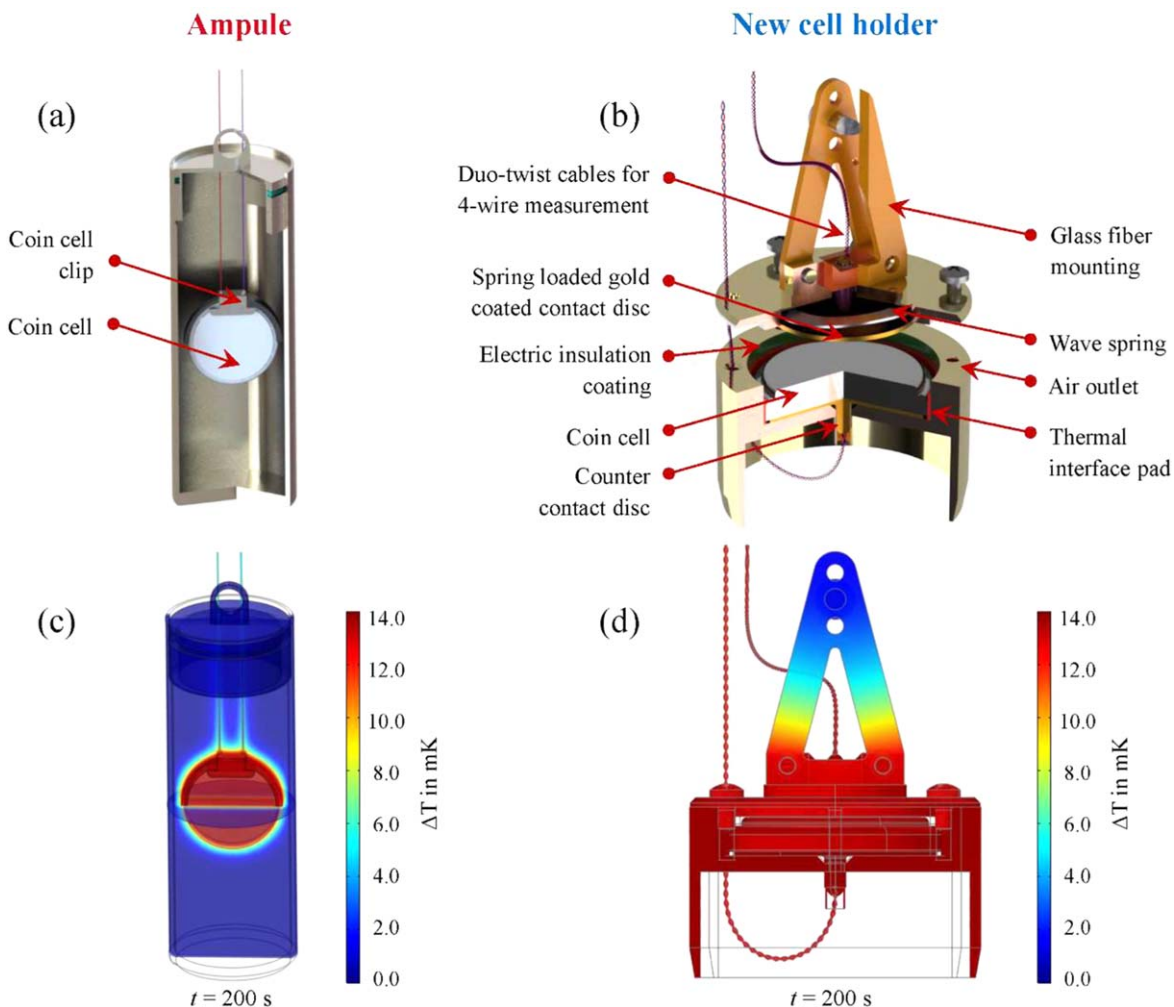 Ampule
New cell holder
(a)
Coin cell
clip
Coin cell
(b)
Duo-twist cables for
4-wire measurement
Spring loaded gold
coated contact disc
Electric insulation
coating
Coin cell
Counter
contact disc
Glass fiber
mounting
Wave spring
Air outlet
Thermal
interface pad
(c)
14.0
12.0
10.0
8.0
6.0
4.0
2.0
0.0
ΔT in mK
t = 200 s
(d)
14.0
12.0
10.0
8.0
6.0
4.0
2.0
0.0
ΔT in mK
t = 200 s